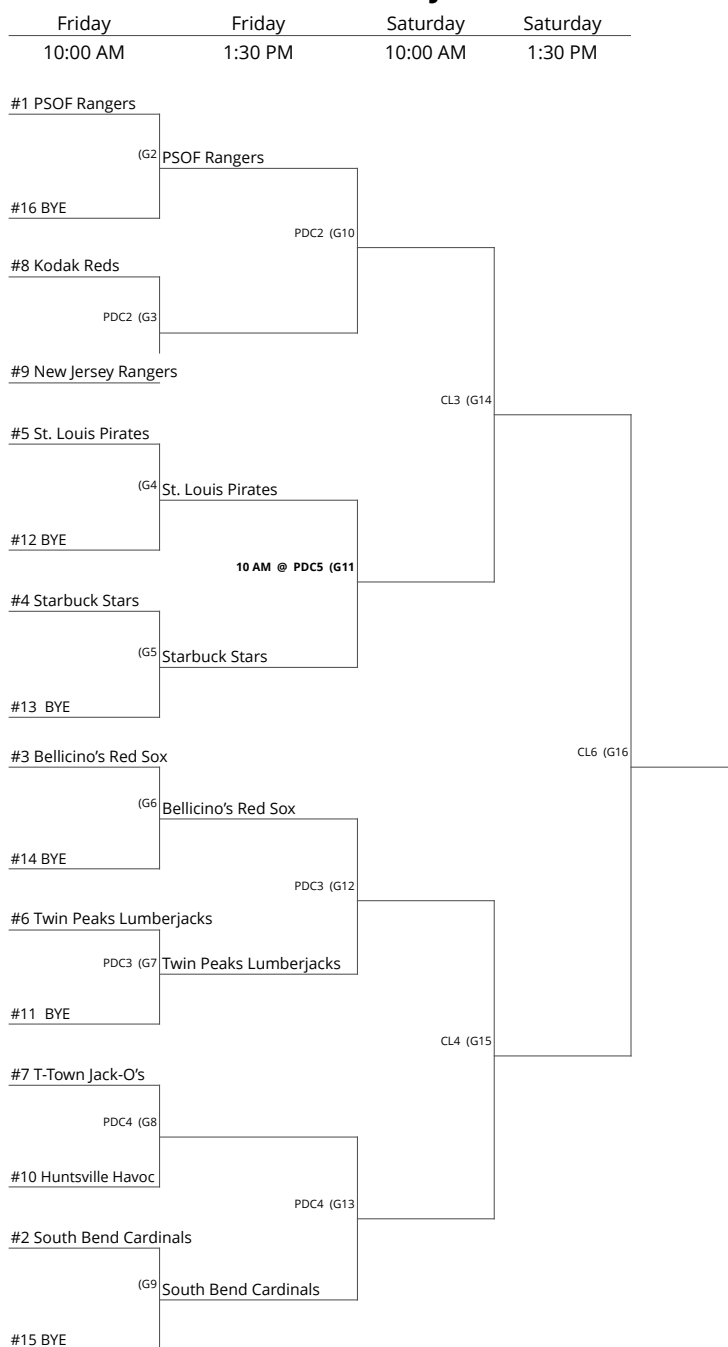 Friday Friday Saturday Saturday
10:00 AM 1:30 PM 10:00 AM 1:30 PM
#1 PSOF Rangers
(G2 PSOF Rangers
#16 BYE
PDC2 (G10
#8 Kodak Reds
PDC2 (G3
#9 New Jersey Rangers
CL3 (G14
#5 St. Louis Pirates
(G4 St. Louis Pirates
#12 BYE
10 AM @ PDC5 (G11
#4 Starbuck Stars
(G5 Starbuck Stars
#13 BYE
#3 Bellicino’s Red Sox
CL6 (G16
(G6 Bellicino’s Red Sox
#14 BYE
PDC3 (G12
#6 Twin Peaks Lumberjacks
PDC3 (G7 Twin Peaks Lumberjacks
#11 BYE
CL4 (G15
#7 T-Town Jack-O’s
PDC4 (G8
#10 Huntsville Havoc
PDC4 (G13
#2 South Bend Cardinals
(G9 South Bend Cardinals
#15 BYE